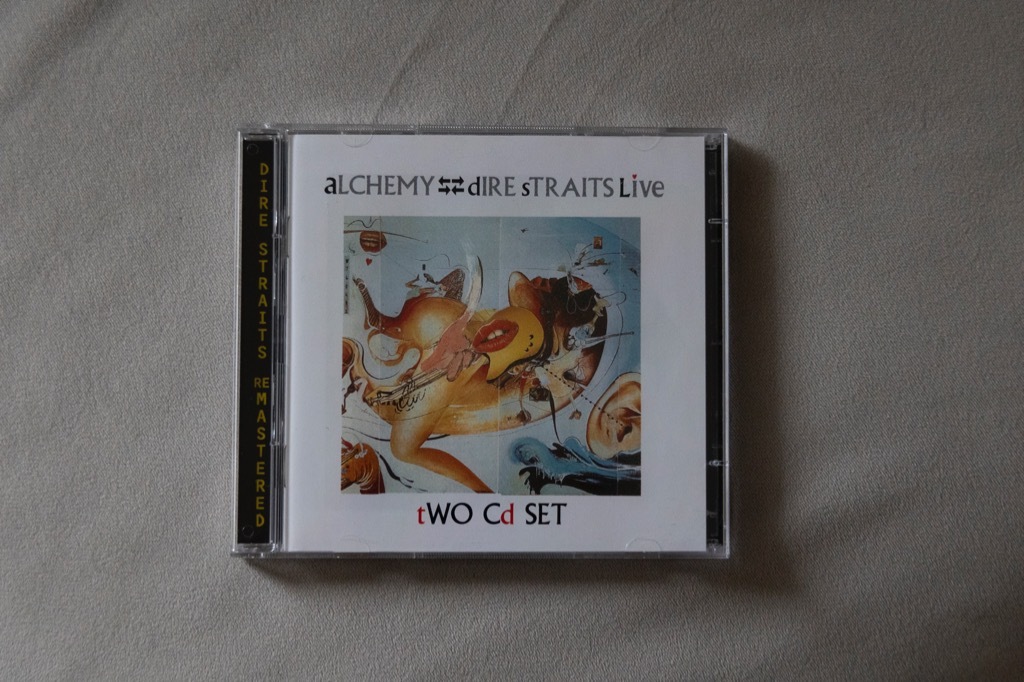 DIRE STRAITS REMASTERED
aLCHEMY dIRE sTRAITS Live
tWO Cd SET